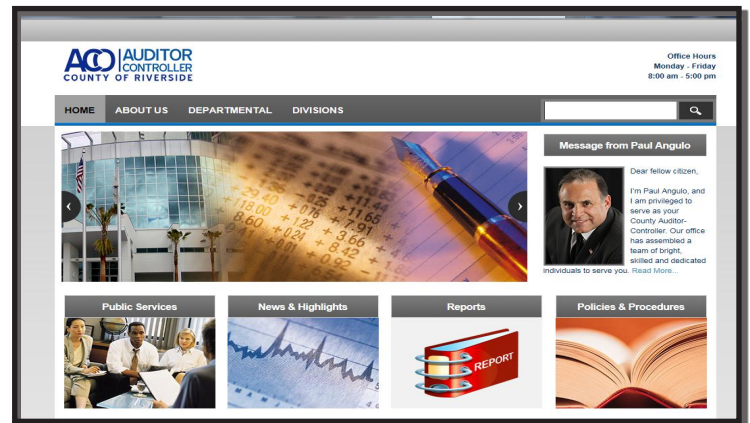 ACO AUDITOR
CONTROLLER
COUNTY OF RIVERSIDE
Office Hours
Monday - Friday
8:00 am - 5:00 pm
HOME ABOUT US DEPARTMENTAL DIVISIONS
Message from Paul Angulo
Dear fellow citizen,
I'm Paul Angulo, and
I am privileged to
serve as your
County Auditor-
Controller. Our office
has assembled a
team of bright,
skilled and dedicated
individuals to serve you. Read More...
Public Services
News & Highlights
Reports
Policies & Procedures
REPORT